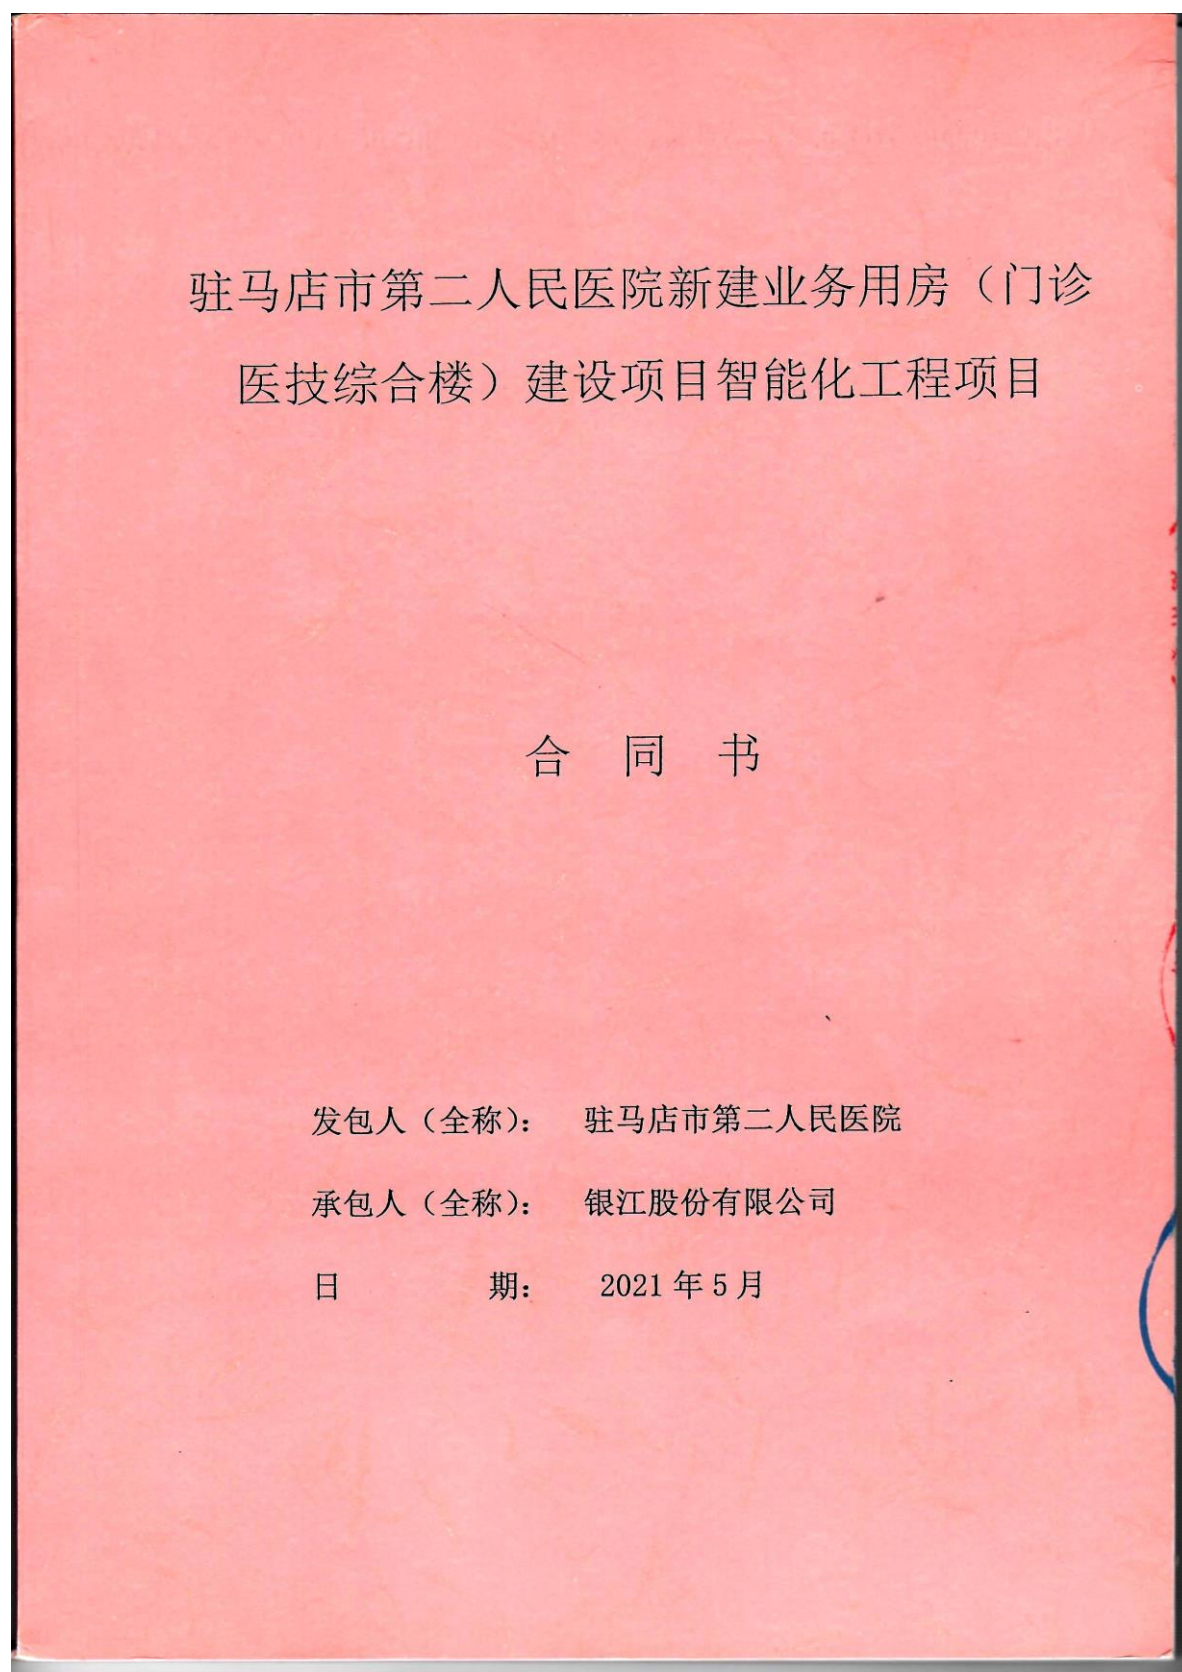 驻马店市第二人民医院新建业务用房（门诊
医技综合楼）建设项目智能化工程项目
合 同 书
发包人（全称）： 驻马店市第二人民医院
承包人（全称）： 银江股份有限公司
日 期： 2021年5月